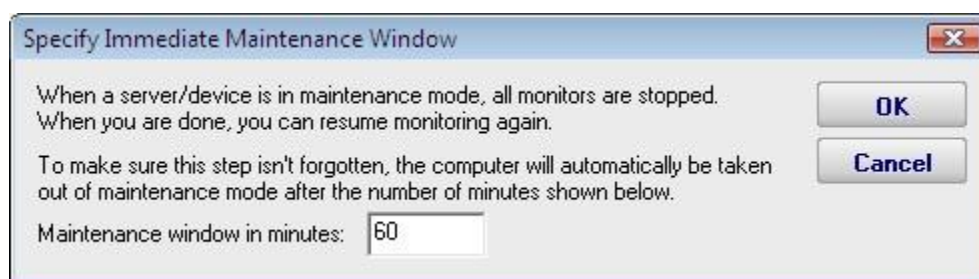 Specify Immediate Maintenance Window
When a server/device is in maintenance mode, all monitors are stopped.
When you are done, you can resume monitoring again.
OK
To make sure this step isn't forgotten, the computer will automatically be taken
out of maintenance mode after the number of minutes shown below.
Cancel
Maintenance window in minutes: 60